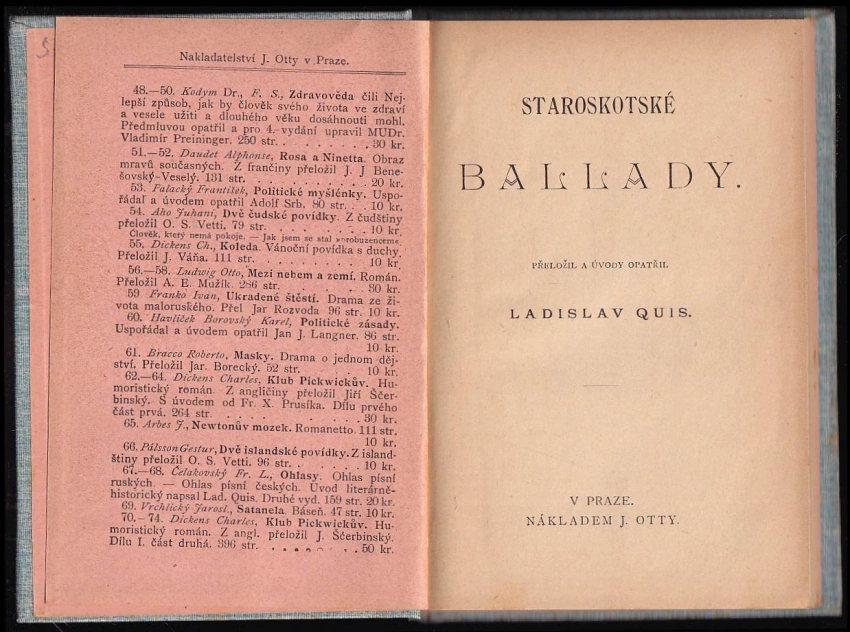 Nakladatelství J. Otty v Praze.
48.—50. Kodym Dr., F. S., Zdravověda čili Nej-
lepší způsob, jak by člověk svého života ve zdraví
a vesele užiti a dlouhého věku dosáhnouti mohl.
Předmluvou opatřil a pro 4. vydání upravil MUDr.
Vladimír Preininger. 250 str. . . . . . . . 30 kr.
51.—52. Daudet Alphonse, Rosa a Ninetta. Obraz
mravů současných. Z frančiny přeložil J. J Bene-
šovský-Veselý. 131 str. . . . . . . . . . 20 kr.
53. Palacký František, Politické myšlénky. Uspo-
řádal a úvodem opatřil Adolf Srb. 80 str. . . 10 kr.
54. Aho Juhani, Dvě čudské povídky. Z čudštiny
přeložil O. S. Vetti. 79 str. . . . . . . . 10 kr.
Člověk, který nemá pokoje. — Jak jsem se stal
55. Dickens Ch., Koleda. Vánoční povídka s duchy.
Přeložil J. Váňa. 111 str. . . . . . . . . 10 kr.
56.—58. Ludwig Otto, Mezi nebem a zemí. Román.
Přeložil A. E. Mužík. 286 str. . . . . . 30 kr.
59 Franko Ivan, Ukradené štěstí. Drama ze ži-
vota maloruského. Přel Jar Rozvoda 96 str. 10 kr.
60. Havlíček Borovský Karel, Politické zásady.
Uspořádal a úvodem opatřil Jan J. Langner. 86 str.
10 kr.
61. Bracco Roberto, Masky. Drama o jednom děj-
ství. Přeložil Jar. Borecký. 52 str. . . . 10 kr.
62.—64. Dickens Charles, Klub Pickwickův. Hu-
moristický román. Z angličiny přeložil Jiří Ščer-
binský. S úvodem od Fr. X. Prusíka. Dílu prvého
část prvá. 264 str. . . . . . . . . . 30 kr.
65. Arbes J., Newtonův mozek. Romanetto. 111 str.
10 kr.
66. Pálsson Gestur, Dvě islandské povídky. Z island-
štiny přeložil O. S. Vetti. 96 str. . . . . . 10 kr.
67.—68. Čelakovský Fr. L., Ohlasy. Ohlas písní
ruských. — Ohlas písní českých. Úvod literárně-
historický napsal Lad. Quis. Druhé vyd. 159 str. 20 kr.
69. Vrchlický Jarosl., Satanela. Báseň. 47 str. 10 kr.
70.—74. Dickens Charles, Klub Pickwickův. Hu-
moristický román. Z angl. přeložil J. Ščerbinský.
Dílu I. část druhá. 396 str. . . . . . . . 50 kr.
STAROSKOTSKÉ
BALLADY.
PŘELOŽIL A ÚVODY OPATŘIL
LADISLAV QUIS.
V PRAZE.
NÁKLADEM J. OTTY.